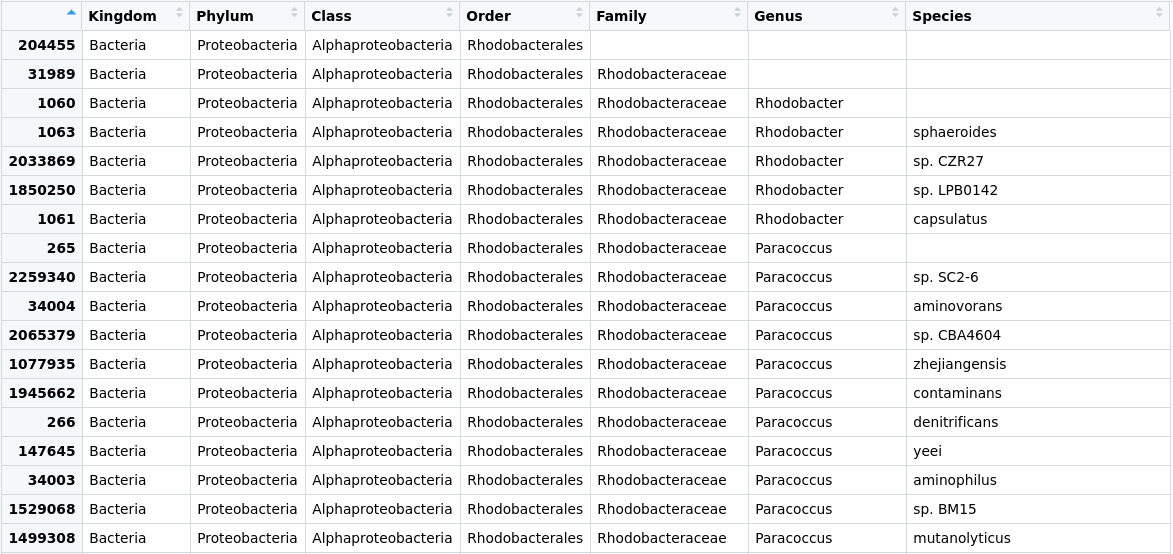 Kingdom Phylum Class Order Family Genus Species
204455 Bacteria Proteobacteria Alphaproteobacteria Rhodobacterales
31989 Bacteria Proteobacteria Alphaproteobacteria Rhodobacterales Rhodobacteraceae
1060 Bacteria Proteobacteria Alphaproteobacteria Rhodobacterales Rhodobacteraceae Rhodobacter
1063 Bacteria Proteobacteria Alphaproteobacteria Rhodobacterales Rhodobacteraceae Rhodobacter sphaeroides
2033869 Bacteria Proteobacteria Alphaproteobacteria Rhodobacterales Rhodobacteraceae Rhodobacter sp. CZR27
1850250 Bacteria Proteobacteria Alphaproteobacteria Rhodobacterales Rhodobacteraceae Rhodobacter sp. LPB0142
1061 Bacteria Proteobacteria Alphaproteobacteria Rhodobacterales Rhodobacteraceae Rhodobacter capsulatus
265 Bacteria Proteobacteria Alphaproteobacteria Rhodobacterales Rhodobacteraceae Paracoccus
2259340 Bacteria Proteobacteria Alphaproteobacteria Rhodobacterales Rhodobacteraceae Paracoccus sp. SC2-6
34004 Bacteria Proteobacteria Alphaproteobacteria Rhodobacterales Rhodobacteraceae Paracoccus aminovorans
2065379 Bacteria Proteobacteria Alphaproteobacteria Rhodobacterales Rhodobacteraceae Paracoccus sp. CBA4604
1077935 Bacteria Proteobacteria Alphaproteobacteria Rhodobacterales Rhodobacteraceae Paracoccus zhejiangensis
1945662 Bacteria Proteobacteria Alphaproteobacteria Rhodobacterales Rhodobacteraceae Paracoccus contaminans
266 Bacteria Proteobacteria Alphaproteobacteria Rhodobacterales Rhodobacteraceae Paracoccus denitrificans
147645 Bacteria Proteobacteria Alphaproteobacteria Rhodobacterales Rhodobacteraceae Paracoccus yeei
34003 Bacteria Proteobacteria Alphaproteobacteria Rhodobacterales Rhodobacteraceae Paracoccus aminophilus
1529068 Bacteria Proteobacteria Alphaproteobacteria Rhodobacterales Rhodobacteraceae Paracoccus sp. BM15
1499308 Bacteria Proteobacteria Alphaproteobacteria Rhodobacterales Rhodobacteraceae Paracoccus mutanolyticus